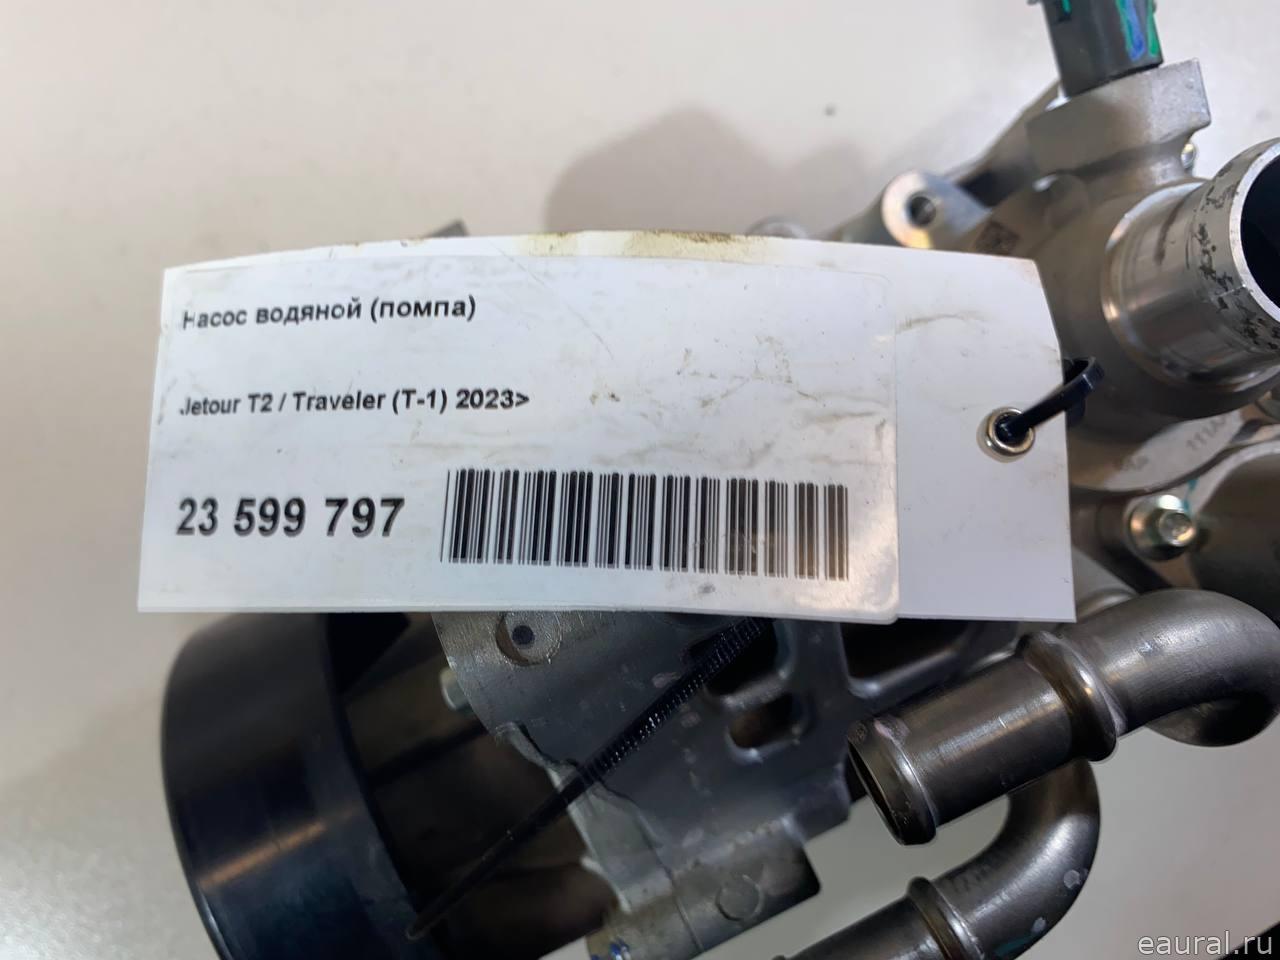 Насос водяной (помпа)
Jetour T2 / Traveler (T-1) 2023>
23 599 797
eaural.ru